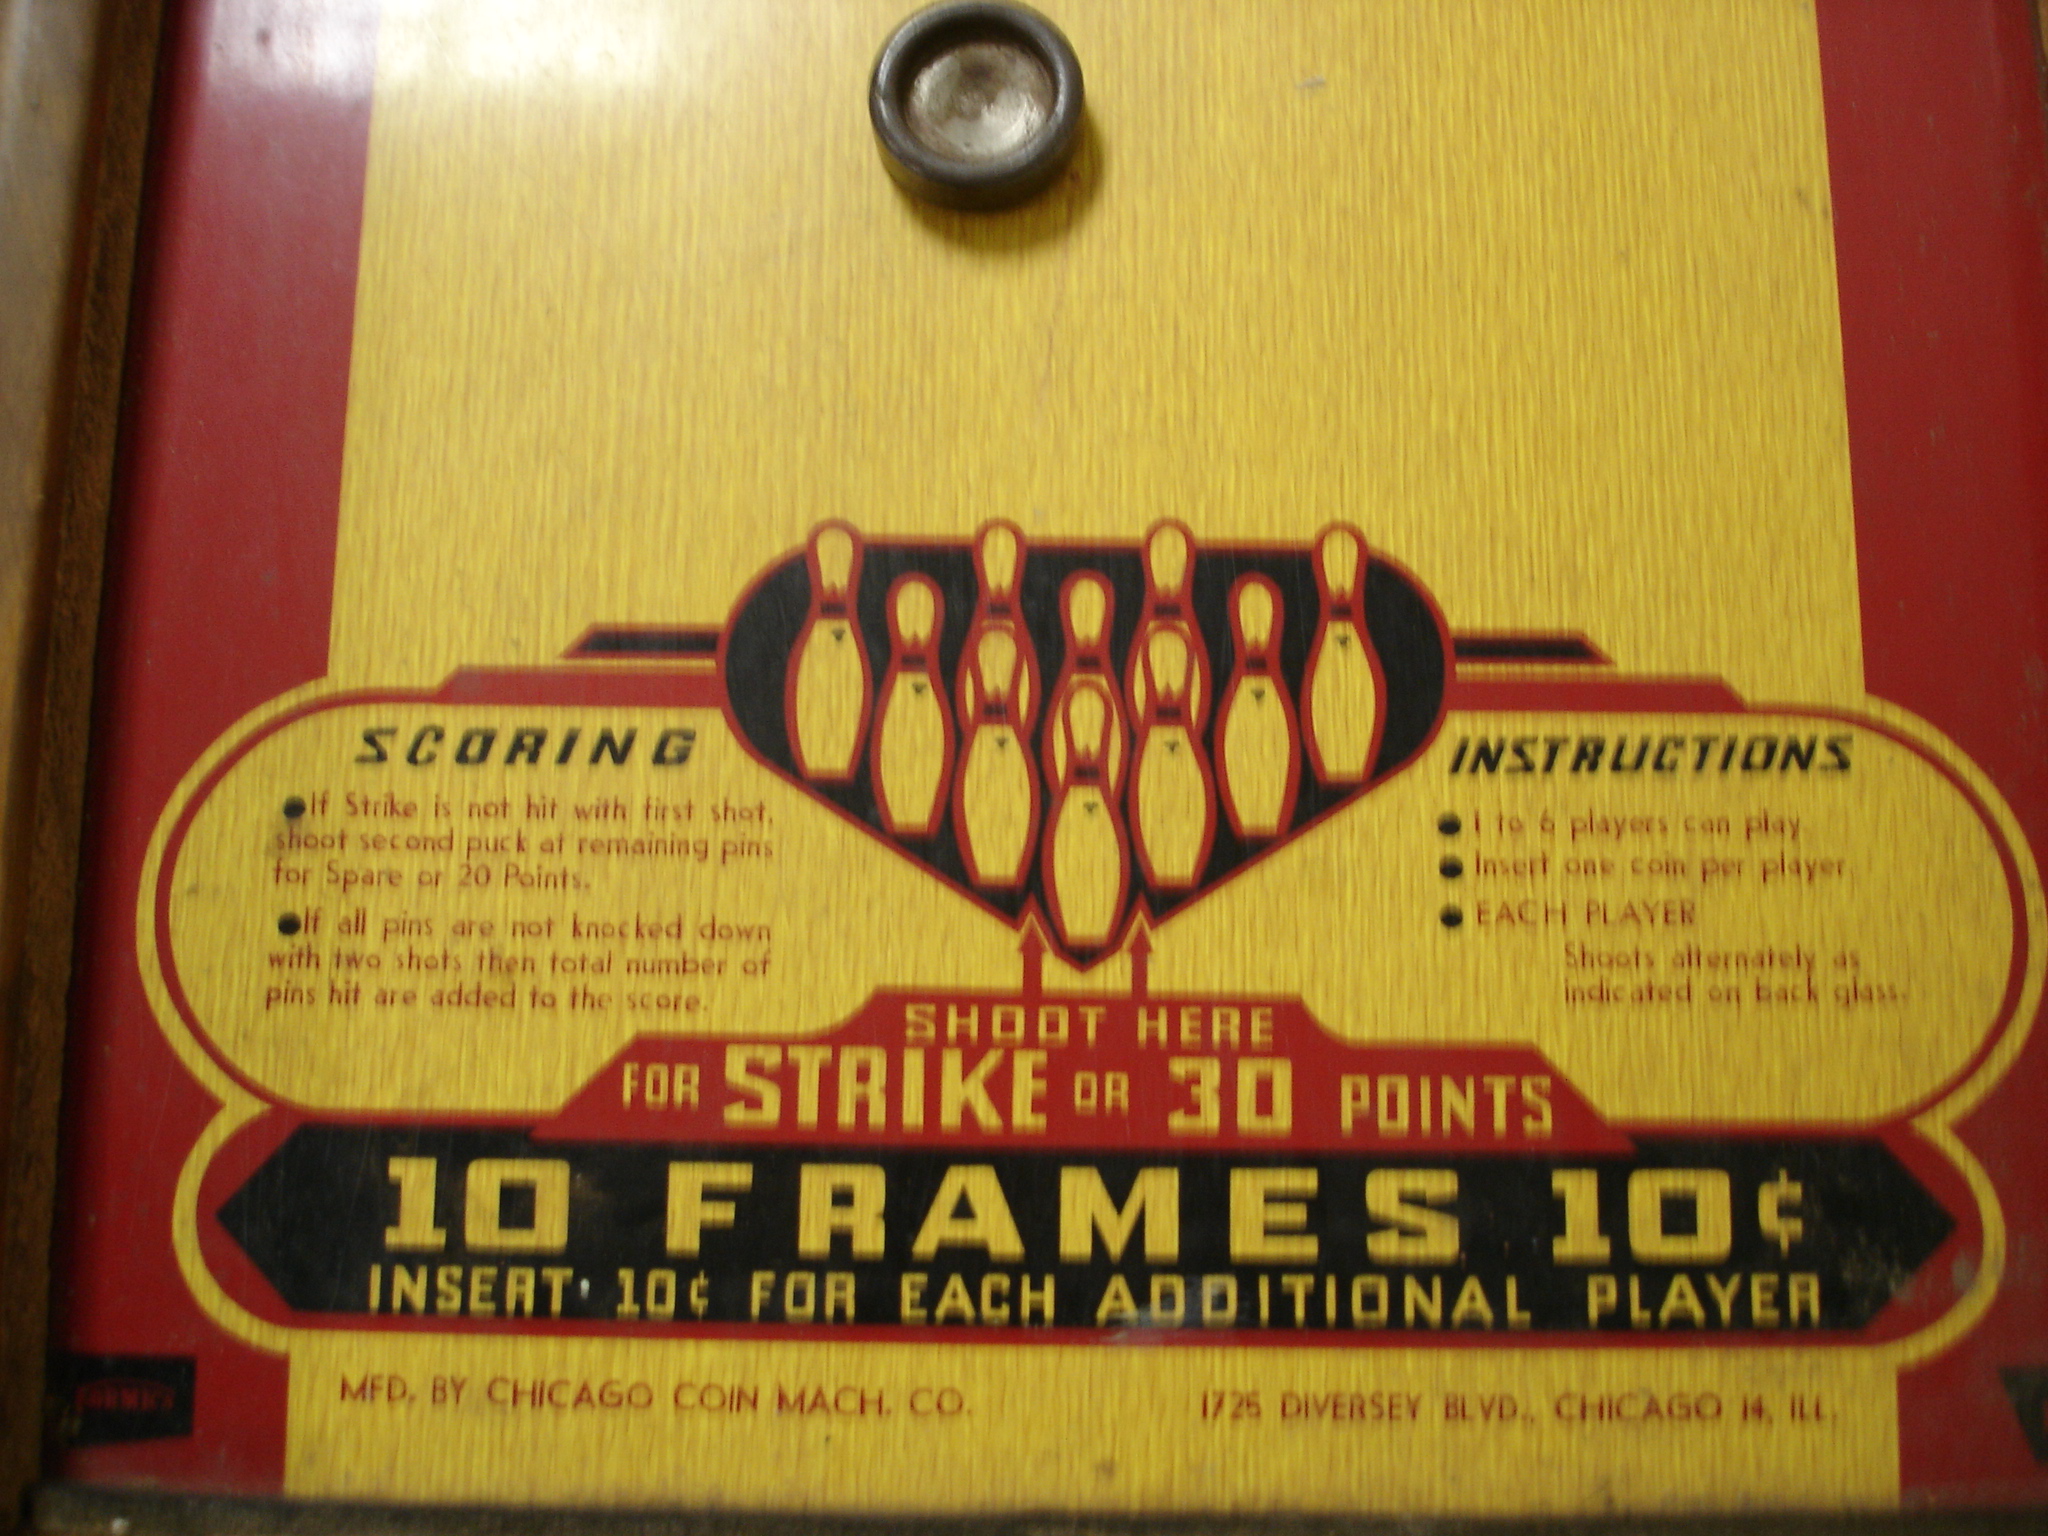 SCORING
● If Strike is not hit with first shot,
shoot second puck at remaining pins
for Spare or 20 Points.
● If all pins are not knocked down
with two shots then total number of
pins hit are added to the score.
INSTRUCTIONS
● 1 to 6 players can play.
● Insert one coin per player.
● EACH PLAYER
Shoots alternately as
indicated on back glass.
SHOOT HERE
FOR STRIKE OR 30 POINTS
10 FRAMES 10¢
INSERT 10¢ FOR EACH ADDITIONAL PLAYER
FORMICA
MFD. BY CHICAGO COIN MACH. CO.
1725 DIVERSEY BLVD., CHICAGO 14, ILL.